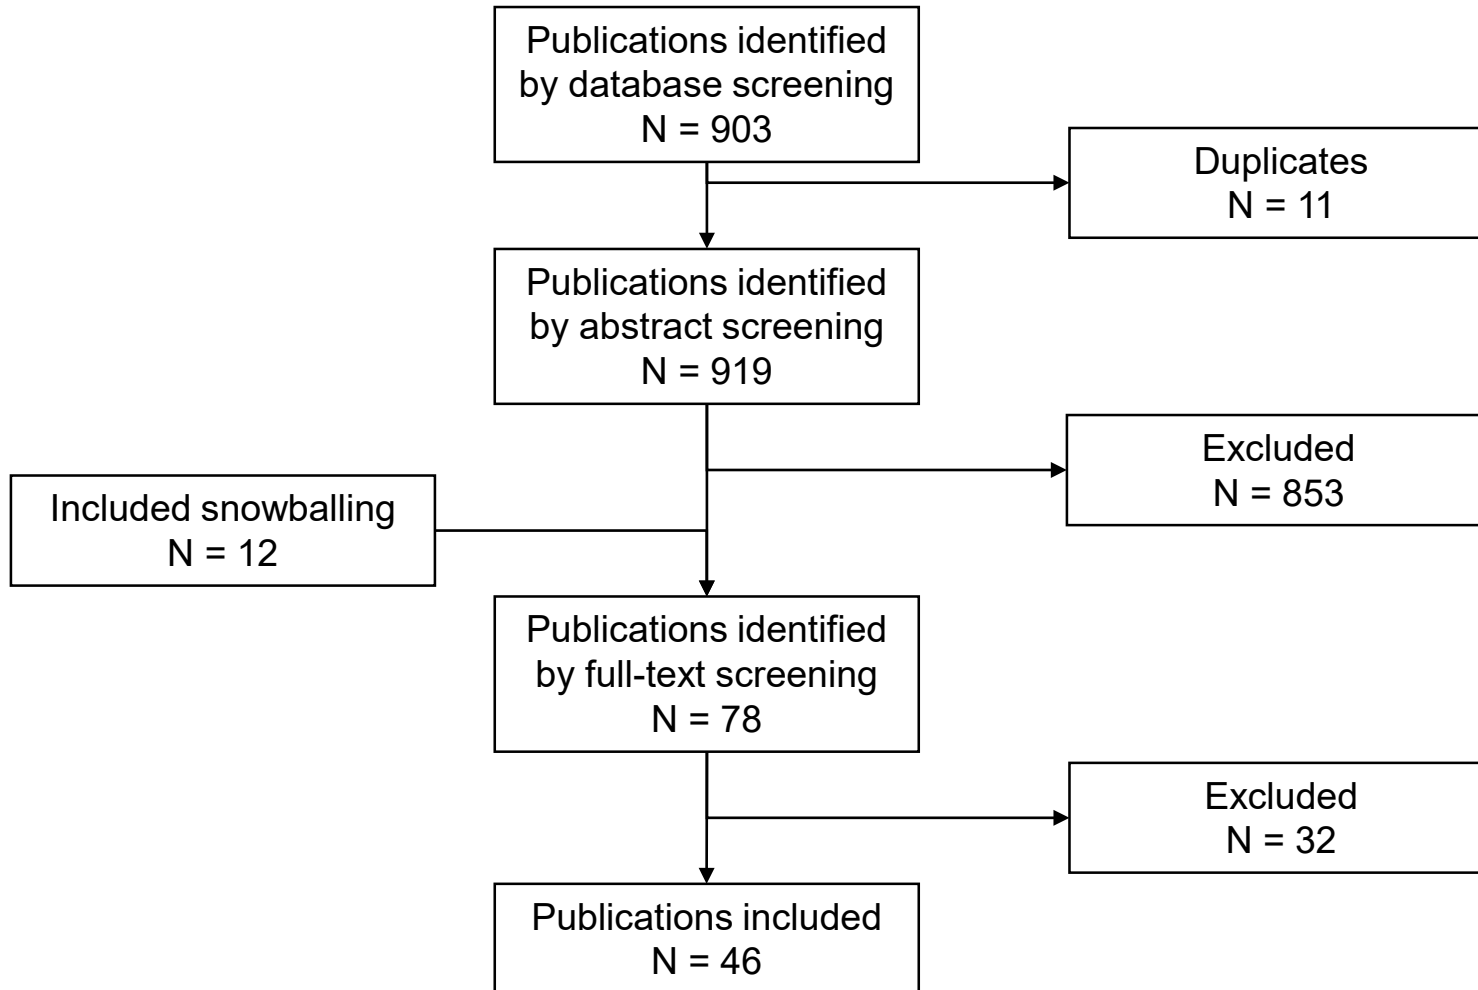 Publications identified
by database screening
N = 903
Duplicates
N = 11
Publications identified
by abstract screening
N = 919
Excluded
N = 853
Included snowballing
N = 12
Publications identified
by full-text screening
N = 78
Excluded
N = 32
Publications included
N = 46